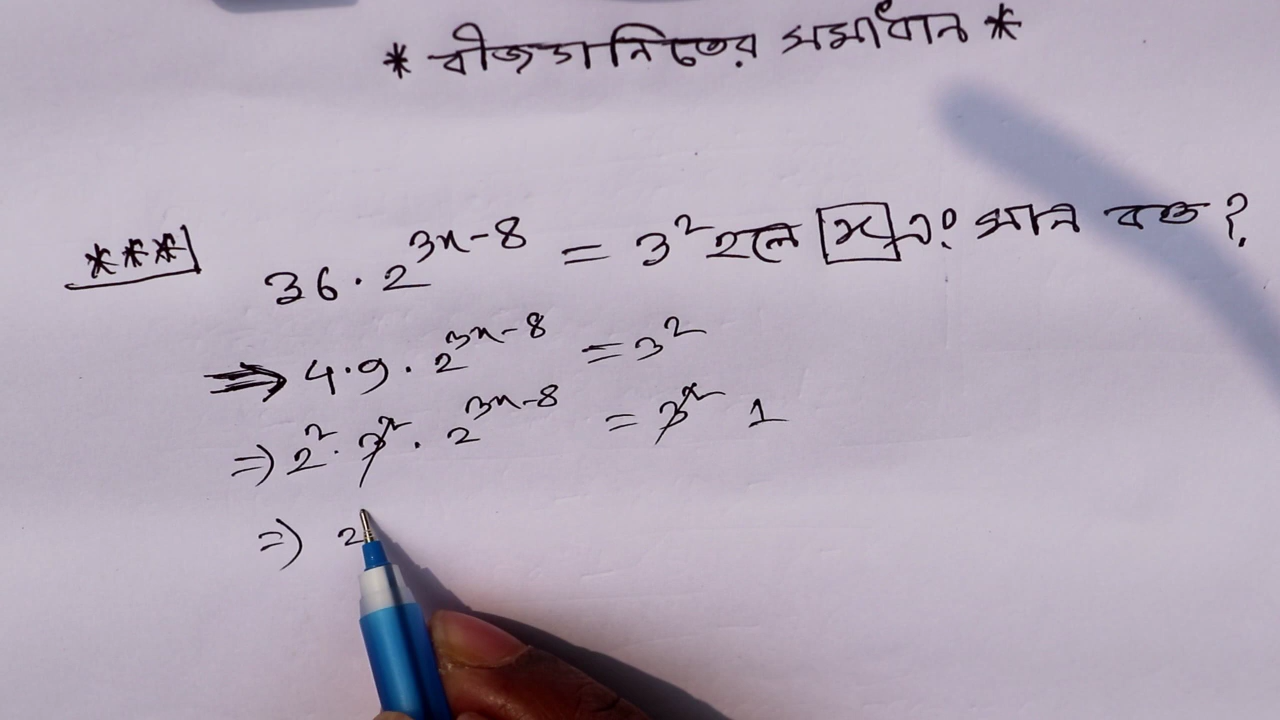 * বীজগানিতের সমাধান *
*** 36 · 2^{3x-8} = 3^2 হলে x এর মান কত ?
⇒ 4 · 9 · 2^{3x-8} = 3^2
⇒ 2^2 · 3^2 · 2^{3x-8} = 3^2 1
⇒ 2